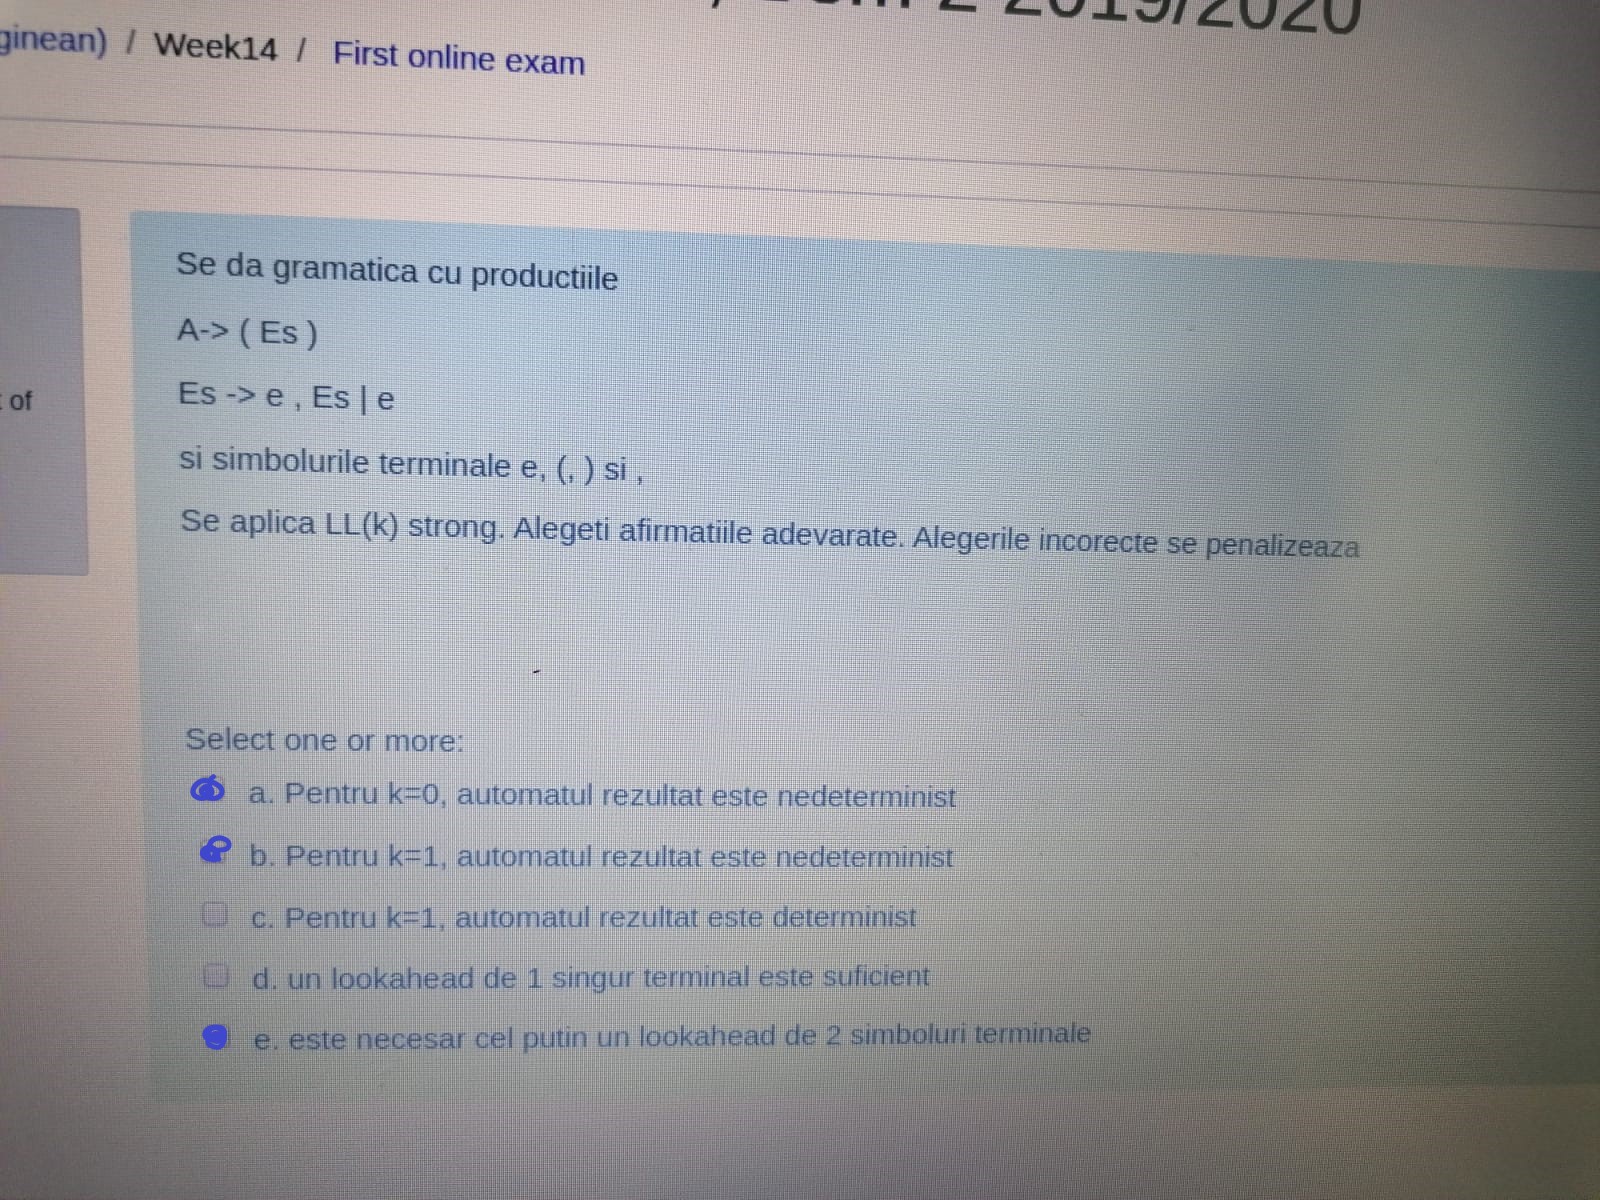 2019/2020
ginean) / Week14 / First online exam
Se da gramatica cu productiile
A-> ( Es )
of
Es -> e , Es | e
si simbolurile terminale e, (, ) si ,
Se aplica LL(k) strong. Alegeti afirmatiile adevarate. Alegerile incorecte se penalizeaza
Select one or more:
a. Pentru k=0, automatul rezultat este nedeterminist
b. Pentru k=1, automatul rezultat este nedeterminist
c. Pentru k=1, automatul rezultat este determinist
d. un lookahead de 1 singur terminal este suficient
e. este necesar cel putin un lookahead de 2 simboluri terminale